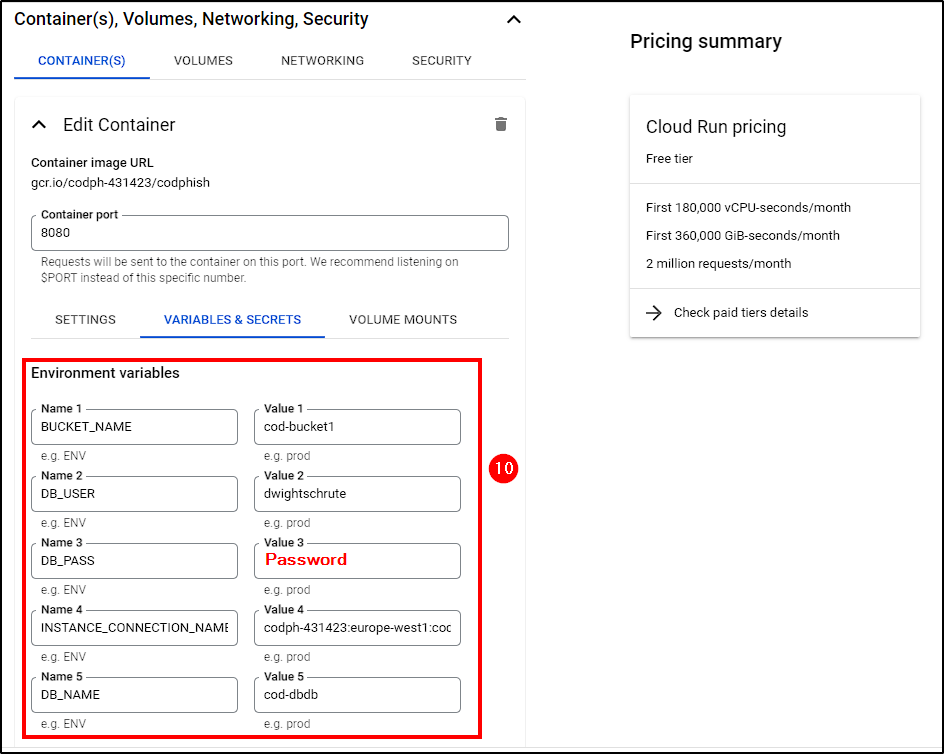 Container(s), Volumes, Networking, Security
CONTAINER(S) VOLUMES NETWORKING SECURITY
Edit Container
Container image URL
gcr.io/codph-431423/codphish
Container port
8080
Requests will be sent to the container on this port. We recommend listening on
$PORT instead of this specific number.
SETTINGS VARIABLES & SECRETS VOLUME MOUNTS
Environment variables
Name 1 Value 1
BUCKET_NAME cod-bucket1
e.g. ENV e.g. prod
Name 2 Value 2
DB_USER dwightschrute
e.g. ENV e.g. prod
Name 3 Value 3
DB_PASS Password
e.g. ENV e.g. prod
Name 4 Value 4
INSTANCE_CONNECTION_NAME codph-431423:europe-west1:coc
e.g. ENV e.g. prod
Name 5 Value 5
DB_NAME cod-dbdb
e.g. ENV e.g. prod
10
Pricing summary
Cloud Run pricing
Free tier
First 180,000 vCPU-seconds/month
First 360,000 GiB-seconds/month
2 million requests/month
Check paid tiers details